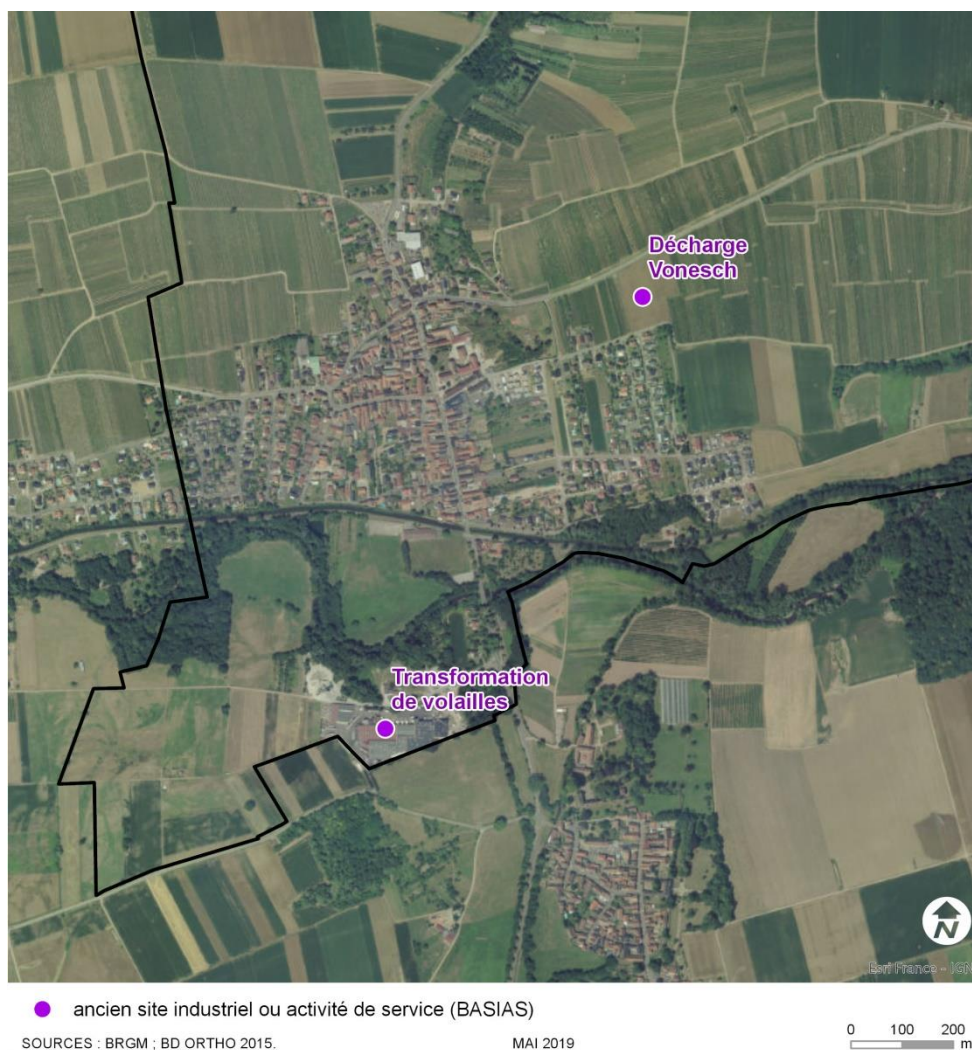 Décharge
Vonesch
Transformation
de volailles
N
Esri France - IGN
ancien site industriel ou activité de service (BASIAS)
SOURCES : BRGM ; BD ORTHO 2015.
MAI 2019
0 100 200
m